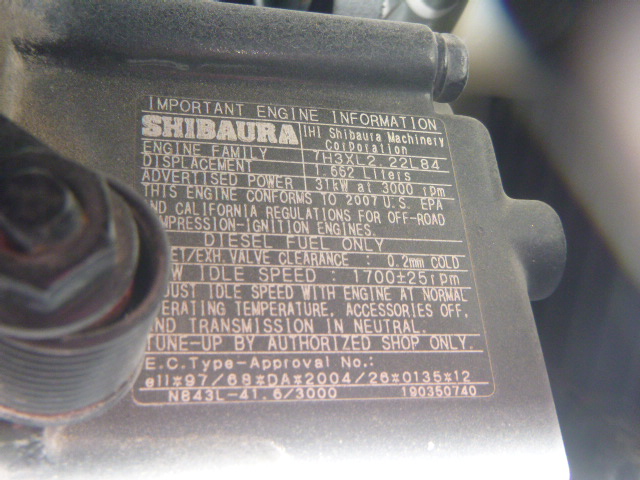 IMPORTANT ENGINE INFORMATION
SHIBAURA IHI Shibaura Machinery Corporation
ENGINE FAMILY 7H3XL2.22L84
DISPLACEMENT 1.662 Liters
ADVERTISED POWER 31kW at 3000 rpm
THIS ENGINE CONFORMS TO 2007 U.S. EPA
AND CALIFORNIA REGULATIONS FOR OFF-ROAD
COMPRESSION-IGNITION ENGINES.
DIESEL FUEL ONLY
/EXH.VALVE CLEARANCE : 0.2mm COLD
IDLE SPEED : 1700±25rpm
IDLE SPEED WITH ENGINE AT NORMAL
TEMPERATURE, ACCESSORIES OFF,
AND TRANSMISSION IN NEUTRAL.
TUNE-UP BY AUTHORIZED SHOP ONLY.
E.C.Type-Approval No.:
e11*97/68*DA*2004/26*0135*12
N843L-41.6/3000 190350740